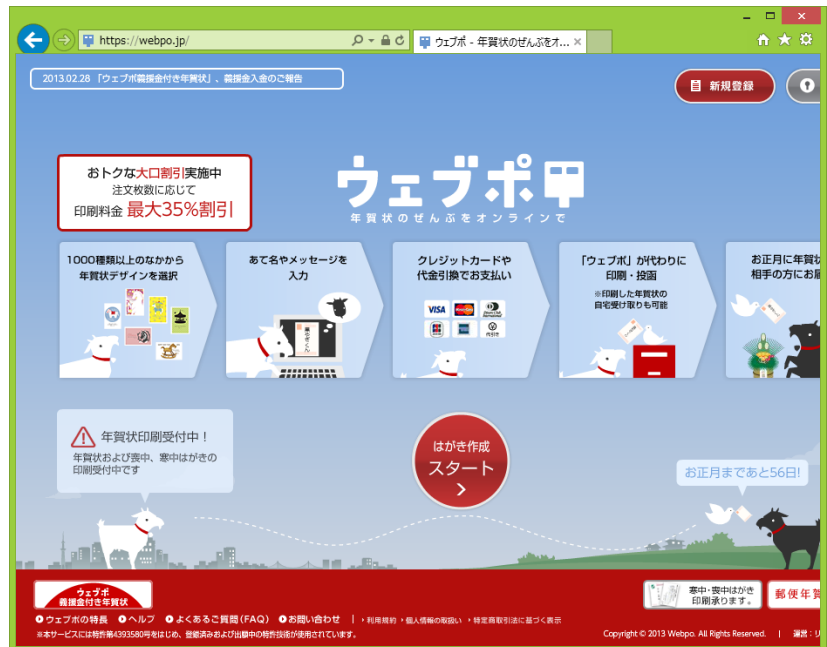 https://webpo.jp/
ウェブポ - 年賀状のぜんぶをオ...
2013.02.28 「ウェブポ義援金付き年賀状」、義援金入金のご報告
新規登録
おトクな大口割引実施中
注文枚数に応じて
印刷料金 最大35%割引
ウェブポ
年賀状のぜんぶをオンラインで
1000種類以上のなかから
年賀状デザインを選択
あて名やメッセージを
入力
クレジットカードや
代金引換でお支払い
VISA
代引き
「ウェブポ」が代わりに
印刷・投函
※印刷した年賀状の
自宅受け取りも可能
お正月に年賀状
相手の方にお届
年賀状印刷受付中！
年賀状および喪中、寒中はがきの
印刷受付中です
はがき作成
スタート
お正月まであと56日!
ウェブポ
義援金付き年賀状
寒中・喪中はがき
印刷承ります。
郵便年賀
ウェブポの特長 ヘルプ よくあるご質問(FAQ) お問い合わせ | ・利用規約 ・個人情報の取扱い ・特定商取引法に基づく表示
※本サービスには特許第4393580号をはじめ、登録済みおよび出願中の特許技術が使用されています。
Copyright © 2013 Webpo. All Rights Reserved. | 運営：リ